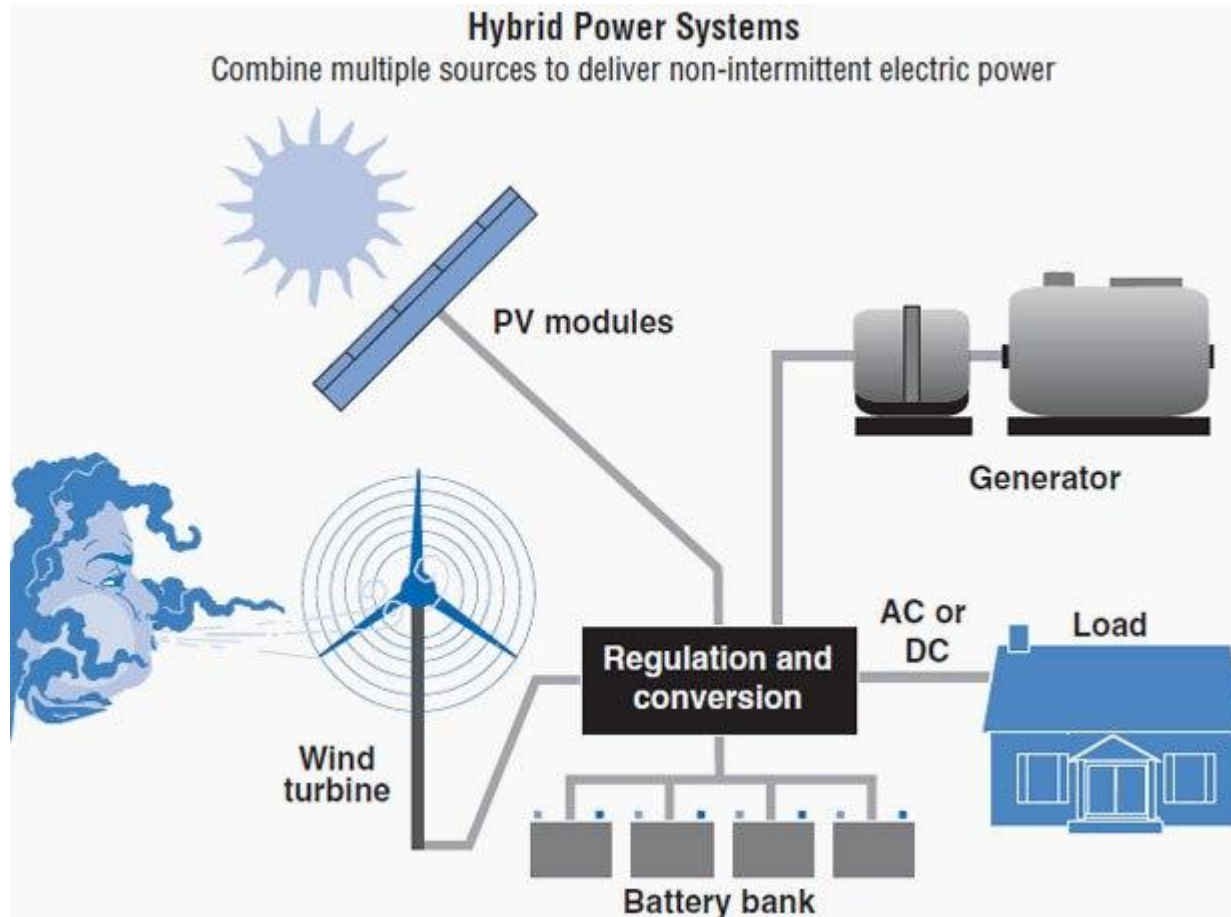 Hybrid Power Systems
Combine multiple sources to deliver non-intermittent electric power
PV modules
Generator
AC or
DC
Load
Regulation and
conversion
Wind
turbine
Battery bank